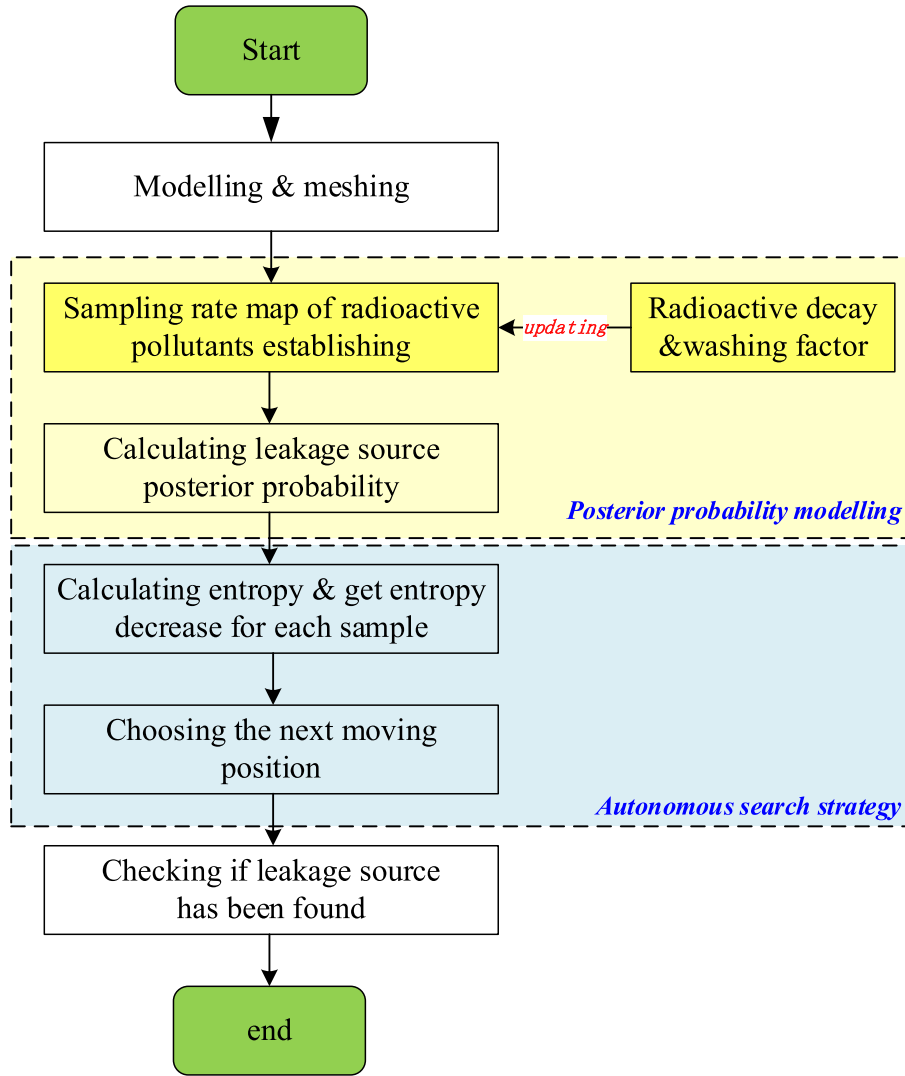 Start
Modelling & meshing
Sampling rate map of radioactive
pollutants establishing
updating
Radioactive decay
&washing factor
Calculating leakage source
posterior probability
Posterior probability modelling
Calculating entropy & get entropy
decrease for each sample
Choosing the next moving
position
Autonomous search strategy
Checking if leakage source
has been found
end